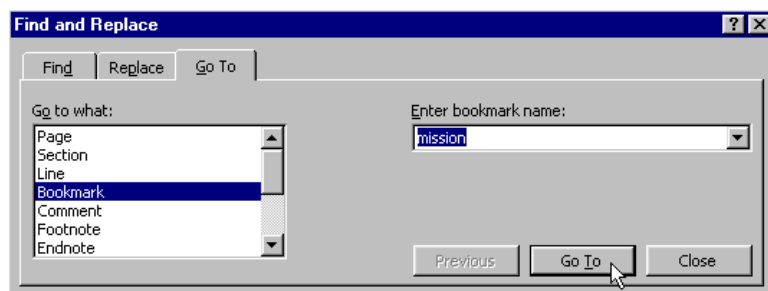 Find and Replace
Find Replace Go To
Go to what:
Enter bookmark name:
Page
Section
Line
Bookmark
Comment
Footnote
Endnote
mission
Previous Go To Close